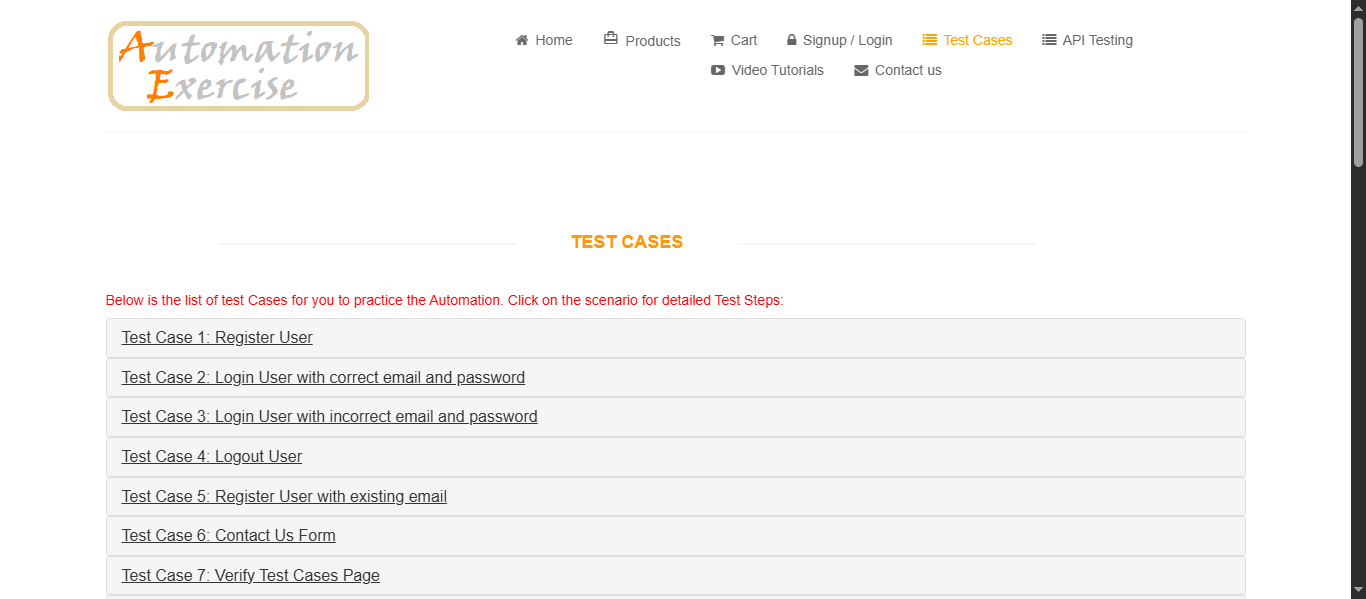 Automation
Exercise
Home Products Cart Signup / Login Test Cases API Testing
Video Tutorials Contact us
TEST CASES
Below is the list of test Cases for you to practice the Automation. Click on the scenario for detailed Test Steps:
Test Case 1: Register User
Test Case 2: Login User with correct email and password
Test Case 3: Login User with incorrect email and password
Test Case 4: Logout User
Test Case 5: Register User with existing email
Test Case 6: Contact Us Form
Test Case 7: Verify Test Cases Page